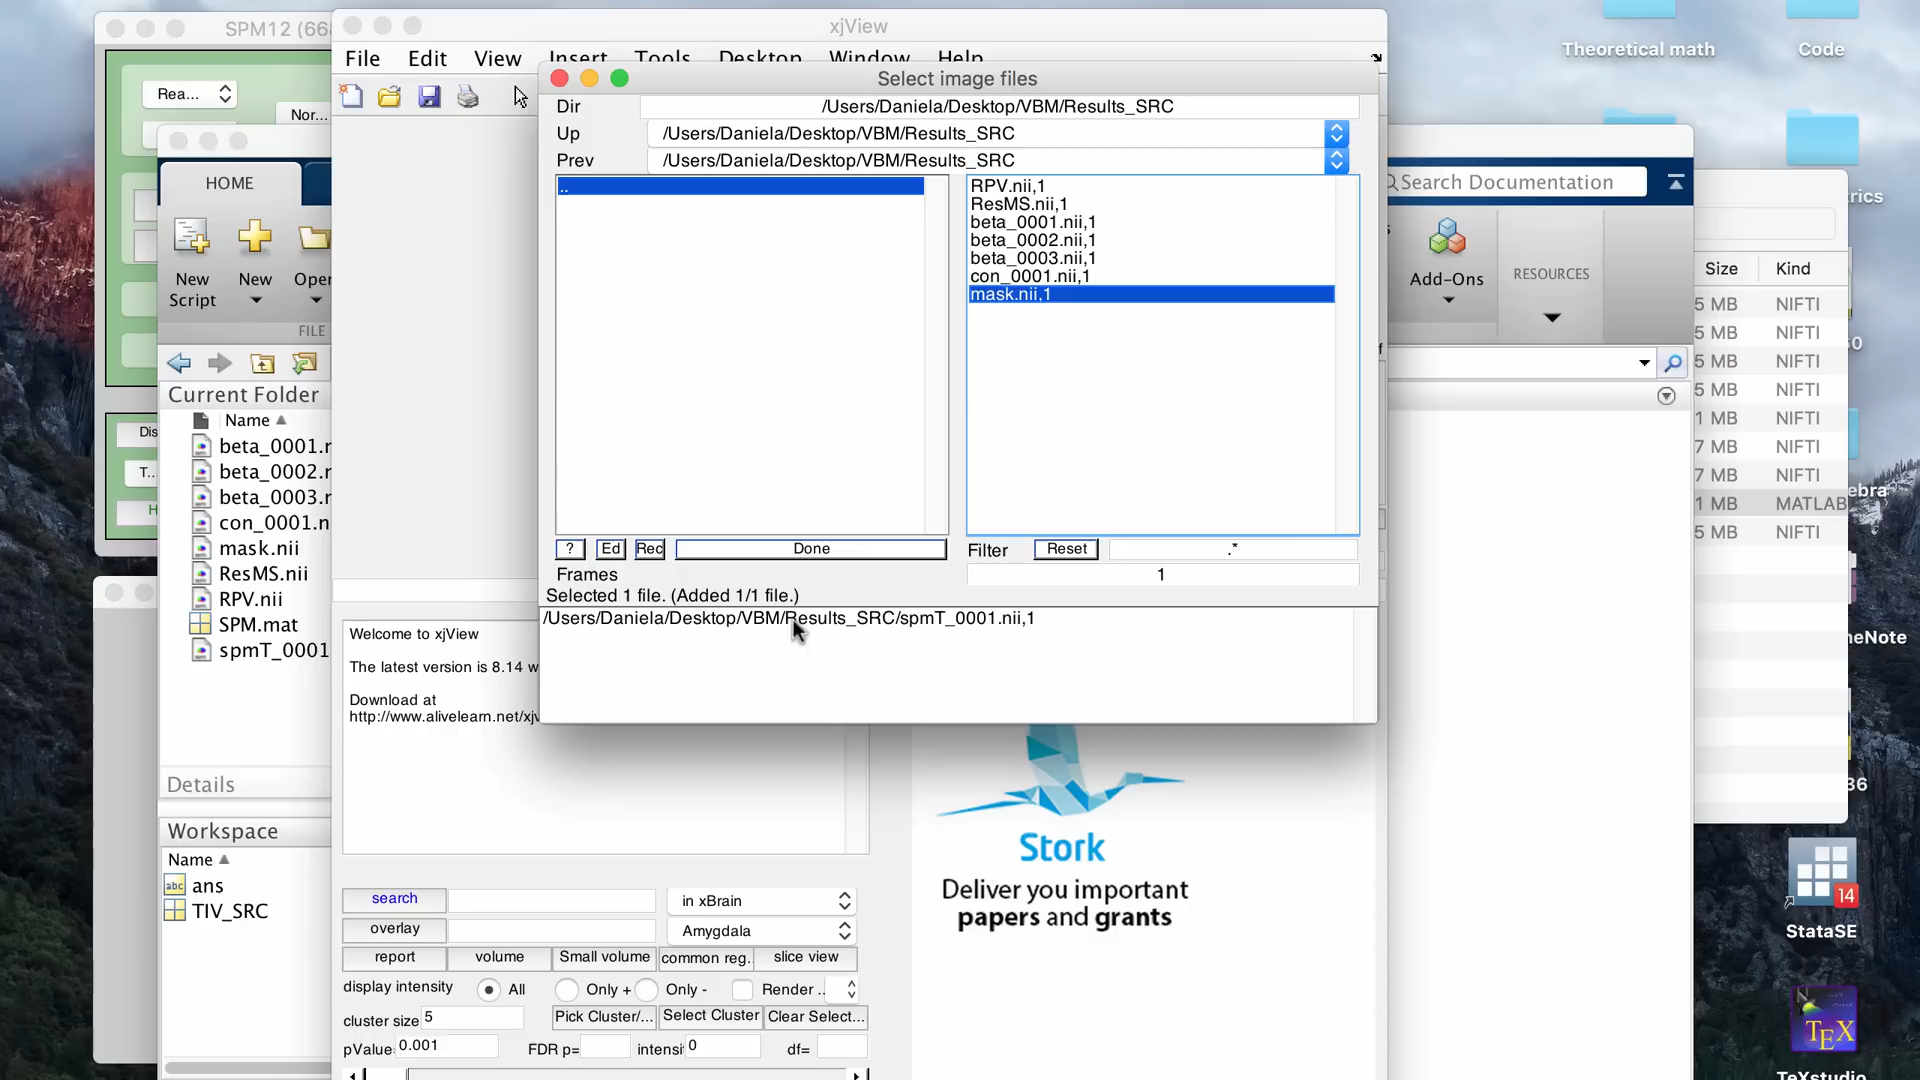 SPM12 (66
xjView
Theoretical math
Code
File Edit View Insert Tools Desktop Window Help
Select image files
Rea...
Nor...
Dir /Users/Daniela/Desktop/VBM/Results_SRC
Up /Users/Daniela/Desktop/VBM/Results_SRC
Prev /Users/Daniela/Desktop/VBM/Results_SRC
HOME
Search Documentation
..
RPV.nii,1
ResMS.nii,1
beta_0001.nii,1
beta_0002.nii,1
beta_0003.nii,1
con_0001.nii,1
mask.nii,1
New Script
New
Open
FILE
Add-Ons
RESOURCES
Size Kind
5 MB NIFTI
5 MB NIFTI
5 MB NIFTI
5 MB NIFTI
1 MB NIFTI
7 MB NIFTI
7 MB NIFTI
1 MB MATLAB
5 MB NIFTI
Current Folder
Name
beta_0001.r
beta_0002.r
beta_0003.r
con_0001.n
mask.nii
ResMS.nii
RPV.nii
SPM.mat
spmT_0001
Dis
T...
H
? Ed Rec Done
Filter Reset .*
Frames 1
Selected 1 file. (Added 1/1 file.)
/Users/Daniela/Desktop/VBM/Results_SRC/spmT_0001.nii,1
Welcome to xjView
The latest version is 8.14 w
Download at
http://www.alivelearn.net/xjv
Details
Workspace
Name
ans
TIV_SRC
Stork
Deliver you important
papers and grants
search in xBrain
overlay Amygdala
report volume Small volume common reg. slice view
display intensity All Only + Only - Render ..
cluster size 5 Pick Cluster/... Select Cluster Clear Select...
pValue 0.001 FDR p= intensi 0 df=
rics
ebra
neNote
36
14
StataSE
TEX
TeXstudio